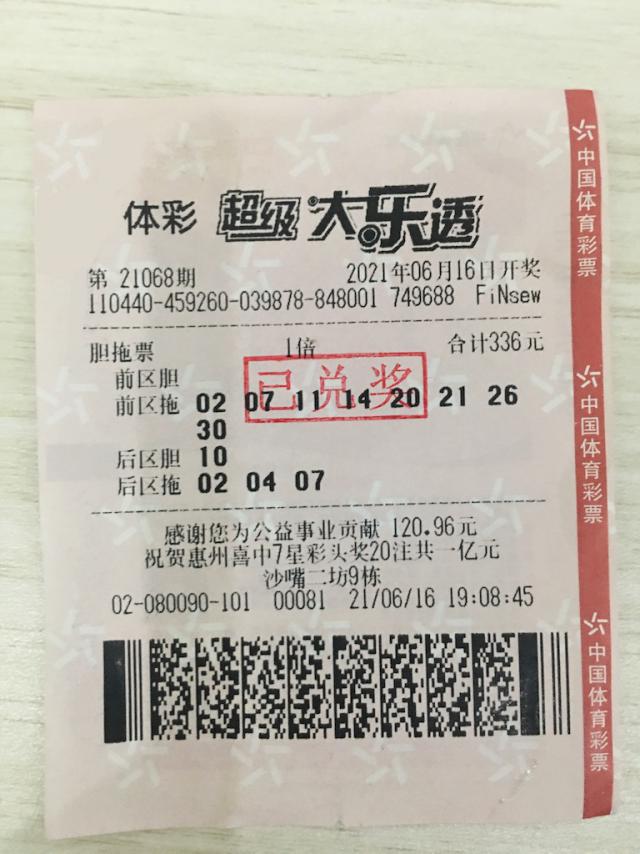 体彩 超级大乐透
第 21068期 2021年06月16日开奖
110440-459260-039878-848001 749688 FiNsew
胆拖票 1倍 合计336元
前区胆
前区拖 02 07 11 14 20 21 26
30
后区胆 10
后区拖 02 04 07
已兑奖
感谢您为公益事业贡献 120.96元
祝贺惠州喜中7星彩头奖20注共一亿元
沙嘴二坊9栋
02-080090-101 00081 21/06/16 19:08:45
中国体育彩票
中国体育彩票
中国体育彩票